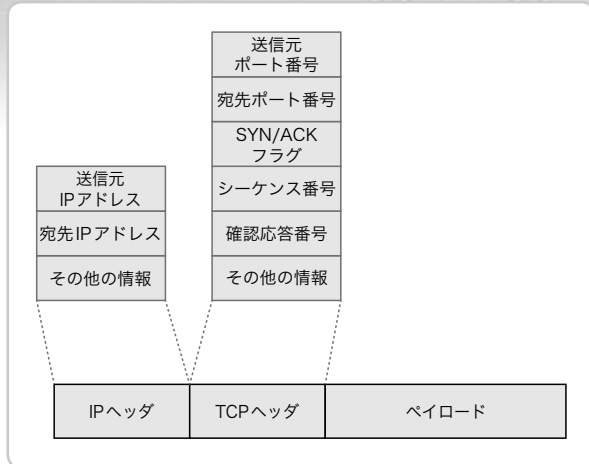 送信元
ポート番号
宛先ポート番号
SYN/ACK
フラグ
シーケンス番号
確認応答番号
その他の情報
送信元
IPアドレス
宛先IPアドレス
その他の情報
IPヘッダ
TCPヘッダ
ペイロード